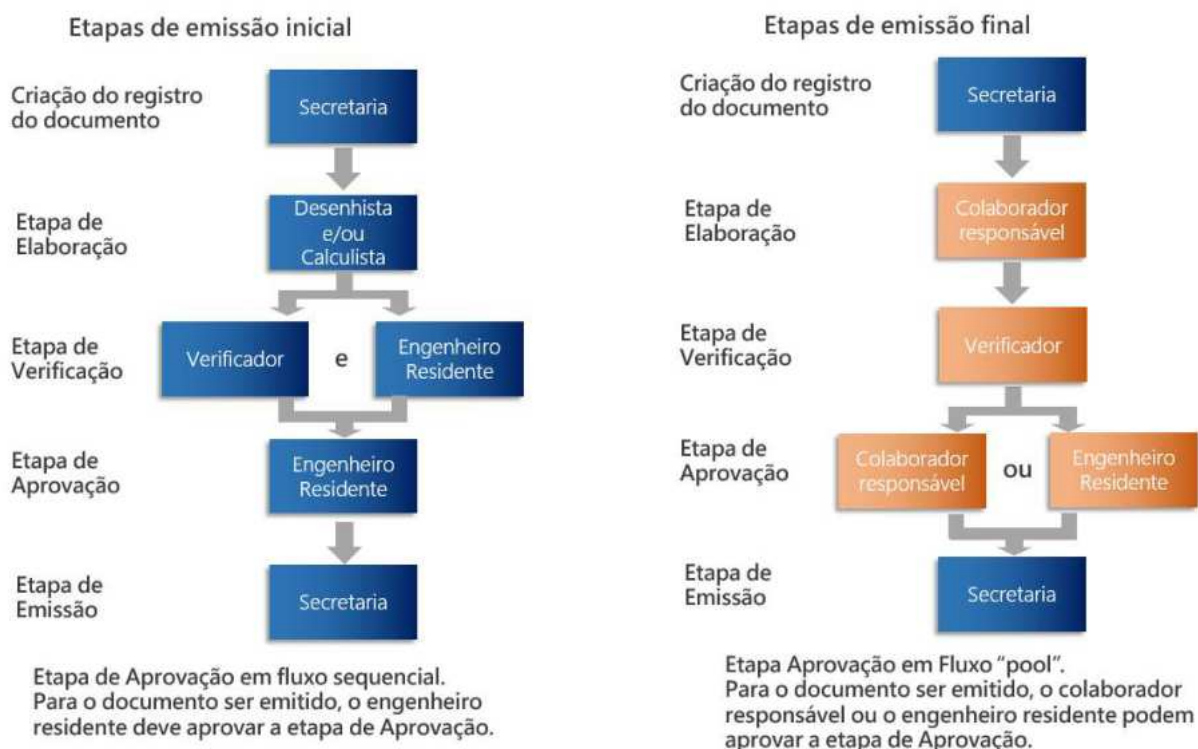 Etapas de emissão inicial
Criação do registro
do documento
Secretaria
Etapa de
Elaboração
Desenhista
e/ou
Calculista
Etapa de
Verificação
Verificador
e
Engenheiro
Residente
Etapa de
Aprovação
Engenheiro
Residente
Etapa de
Emissão
Secretaria
Etapa de Aprovação em fluxo sequencial.
Para o documento ser emitido, o engenheiro
residente deve aprovar a etapa de Aprovação.
Etapas de emissão final
Criação do registro
do documento
Secretaria
Etapa de
Elaboração
Colaborador
responsável
Etapa de
Verificação
Verificador
Etapa de
Aprovação
Colaborador
responsável
ou
Engenheiro
Residente
Etapa de
Emissão
Secretaria
Etapa Aprovação em Fluxo “pool”.
Para o documento ser emitido, o colaborador
responsável ou o engenheiro residente podem
aprovar a etapa de Aprovação.